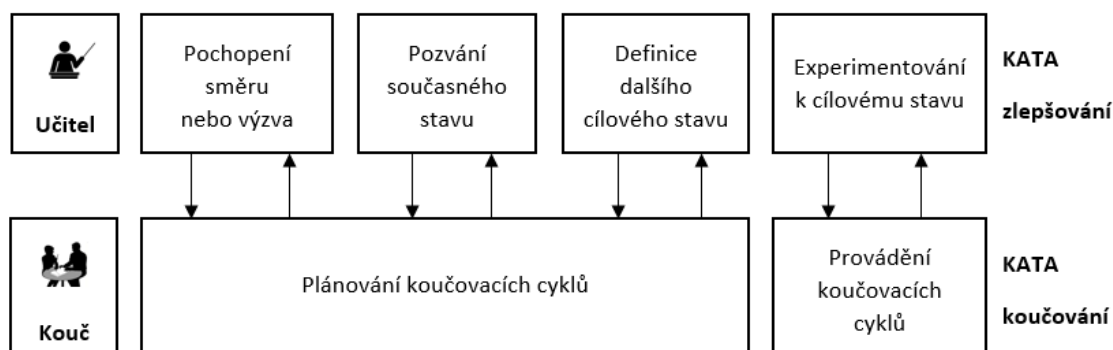 Učitel
Pochopení
směru
nebo výzva
Pozvání
současného
stavu
Definice
dalšího
cílového stavu
Experimentování
k cílovému stavu
KATA
zlepšování
Kouč
Plánování koučovacích cyklů
Provádění
koučovacích
cyklů
KATA
koučování